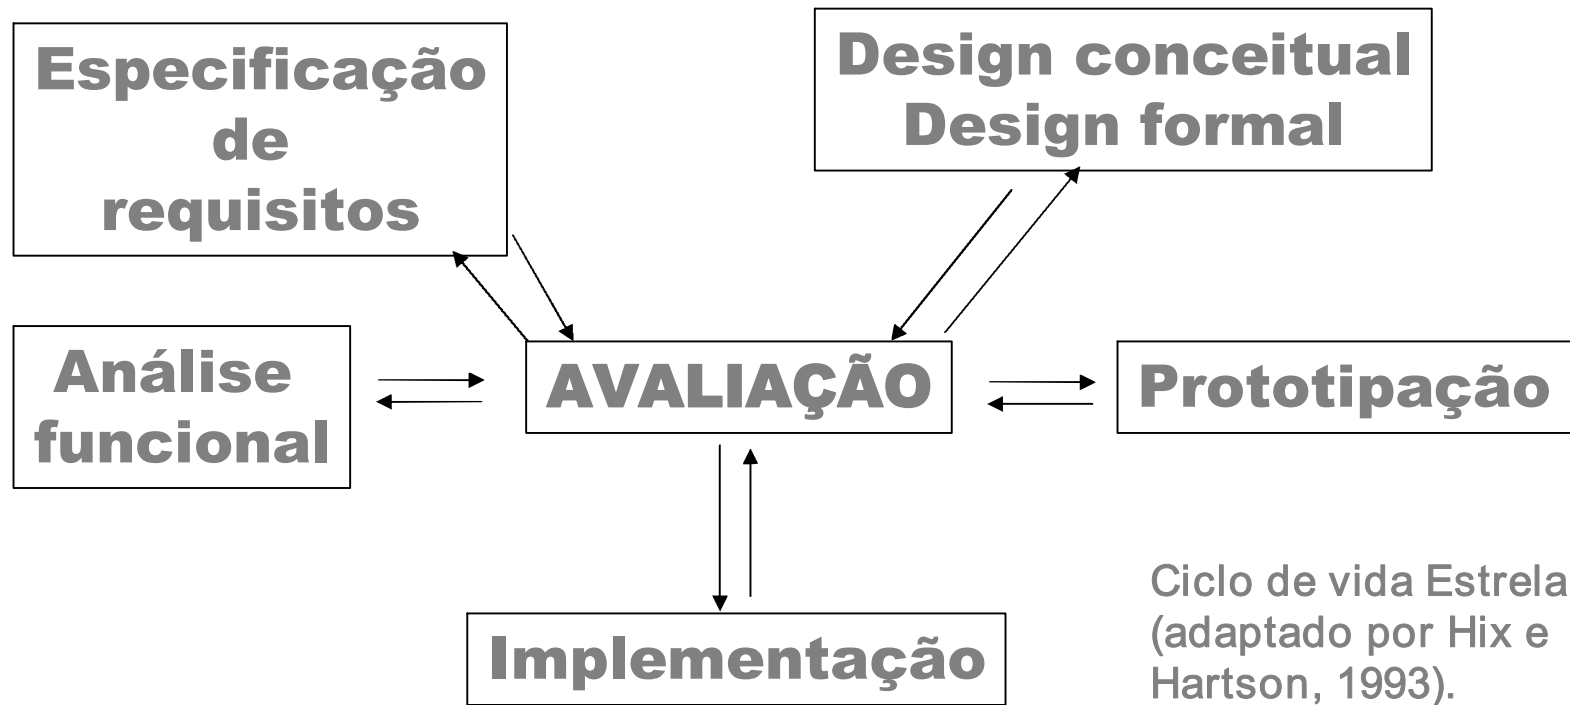 Especificação
de
requisitos
Design conceitual
Design formal
Análise
funcional
AVALIAÇÃO
Prototipação
Implementação
Ciclo de vida Estrela
(adaptado por Hix e
Hartson, 1993).